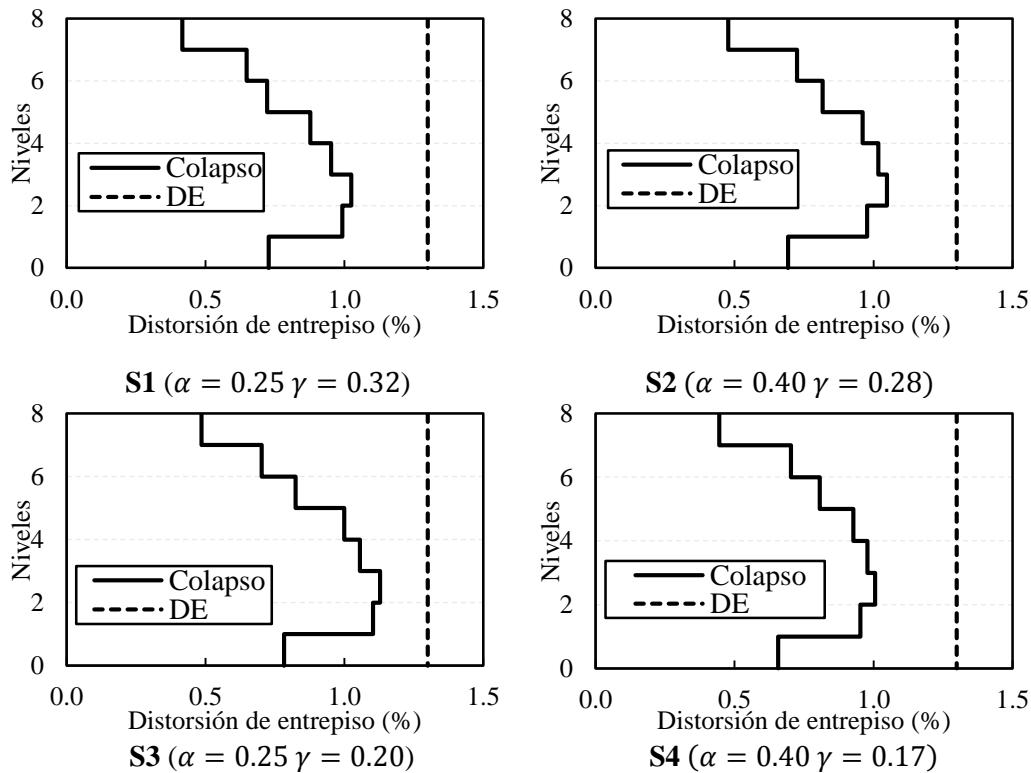 8
6
4
2
0
Niveles
Colapso
DE
0.0 0.5 1.0 1.5
Distorsión de entrepiso (%)
S1 (α = 0.25 γ = 0.32)
8
6
4
2
0
Niveles
Colapso
DE
0.0 0.5 1.0 1.5
Distorsión de entrepiso (%)
S2 (α = 0.40 γ = 0.28)
8
6
4
2
0
Niveles
Colapso
DE
0.0 0.5 1.0 1.5
Distorsión de entrepiso (%)
S3 (α = 0.25 γ = 0.20)
8
6
4
2
0
Niveles
Colapso
DE
0.0 0.5 1.0 1.5
Distorsión de entrepiso (%)
S4 (α = 0.40 γ = 0.17)